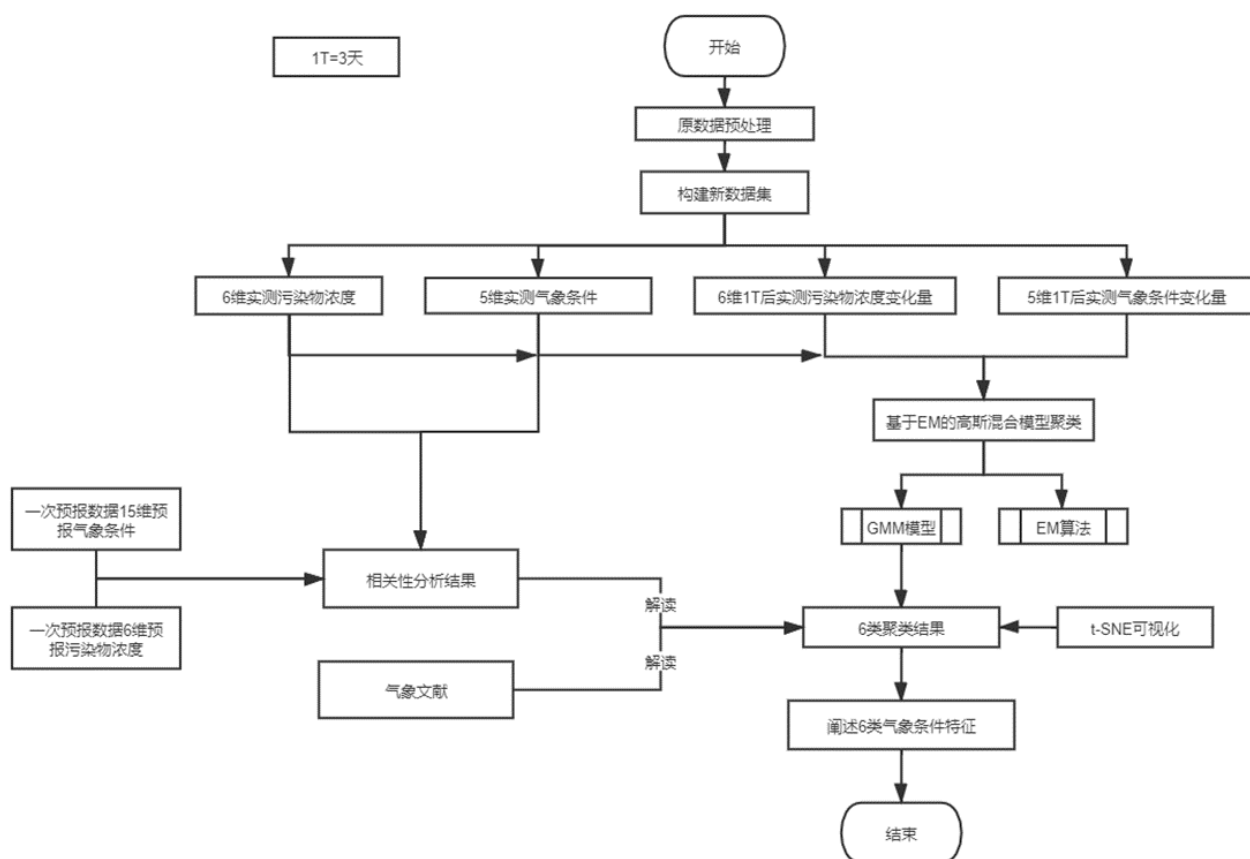 开始
1T=3天
原数据预处理
构建新数据集
6维实测污染物浓度
5维实测气象条件
6维1T后实测污染物浓度变化量
5维1T后实测气象条件变化量
基于EM的高斯混合模型聚类
一次预报数据15维预
报气象条件
GMM模型
EM算法
相关性分析结果
解读
一次预报数据6维预
报污染物浓度
6类聚类结果
t-SNE可视化
解读
气象文献
阐述6类气象条件特征
结束